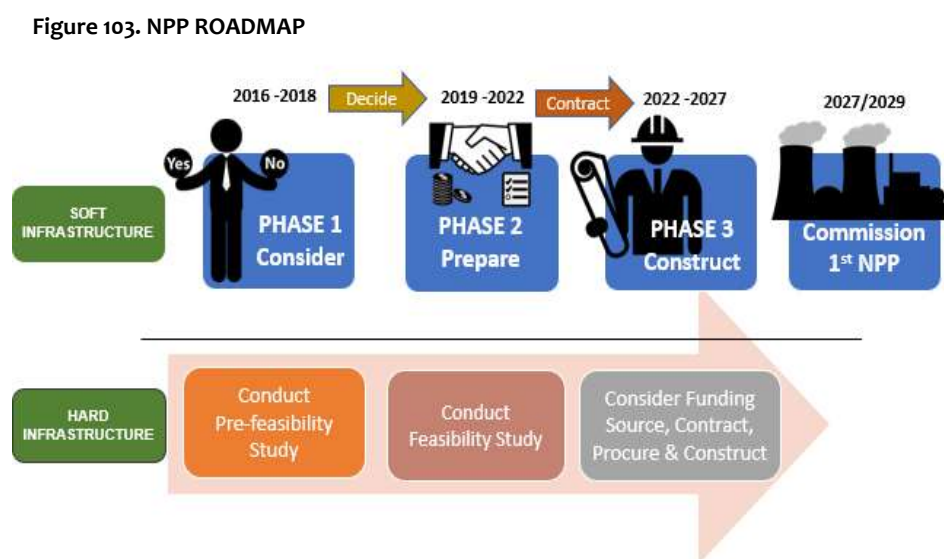 Figure 103. NPP ROADMAP
2016 -2018
Decide
2019 -2022
Contract
2022 -2027
2027/2029
Yes
No
SOFT
INFRASTRUCTURE
PHASE 1
Consider
PHASE 2
Prepare
PHASE 3
Construct
Commission
1st NPP
HARD
INFRASTRUCTURE
Conduct
Pre-feasibility
Study
Conduct
Feasibility Study
Consider Funding
Source, Contract,
Procure & Construct